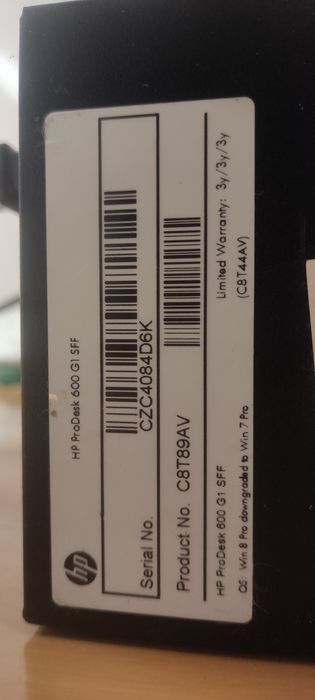 hp
HP ProDesk 600 G1 SFF
Serial No.
CZC4084D6K
Product No. C8T89AV
HP ProDesk 600 G1 SFF
Limited Warranty: 3y/3y/3y
OS: Win 8 Pro downgraded to Win 7 Pro
(C8T44AV)